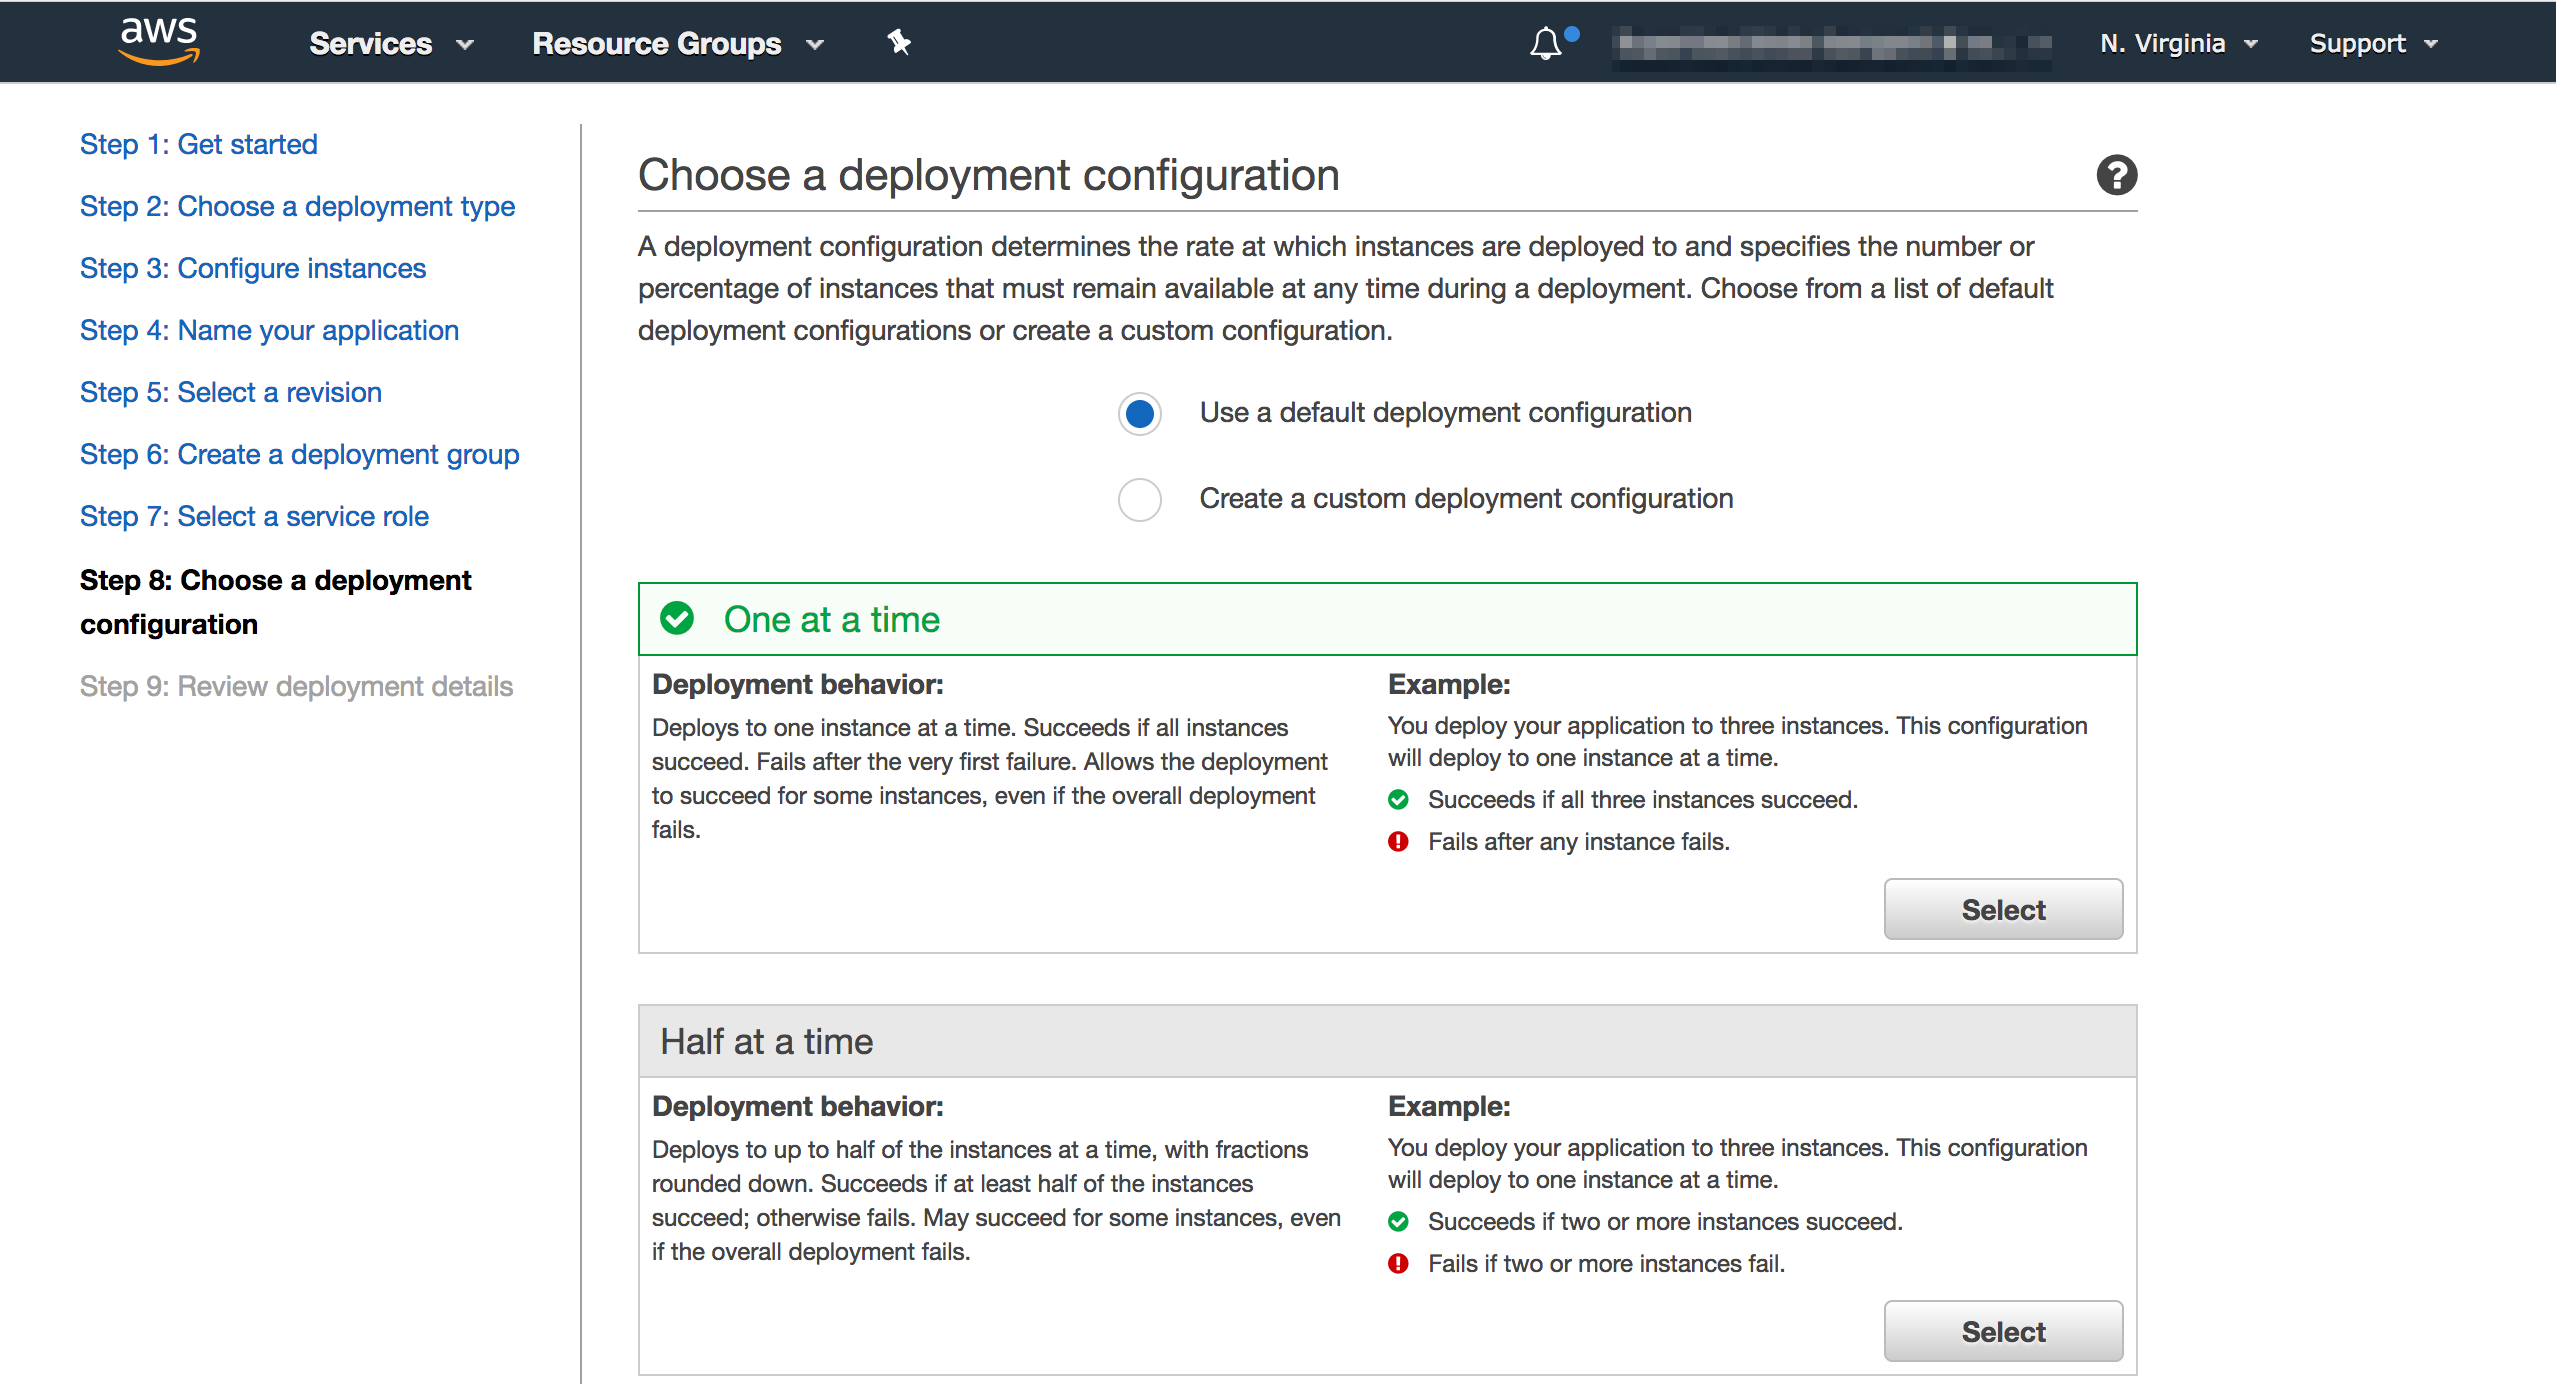 aws
Services
Resource Groups
N. Virginia
Support
Step 1: Get started
Step 2: Choose a deployment type
Step 3: Configure instances
Step 4: Name your application
Step 5: Select a revision
Step 6: Create a deployment group
Step 7: Select a service role
Step 8: Choose a deployment
configuration
Step 9: Review deployment details
Choose a deployment configuration
A deployment configuration determines the rate at which instances are deployed to and specifies the number or
percentage of instances that must remain available at any time during a deployment. Choose from a list of default
deployment configurations or create a custom configuration.
Use a default deployment configuration
Create a custom deployment configuration
One at a time
Deployment behavior:
Deploys to one instance at a time. Succeeds if all instances
succeed. Fails after the very first failure. Allows the deployment
to succeed for some instances, even if the overall deployment
fails.
Example:
You deploy your application to three instances. This configuration
will deploy to one instance at a time.
Succeeds if all three instances succeed.
Fails after any instance fails.
Select
Half at a time
Deployment behavior:
Deploys to up to half of the instances at a time, with fractions
rounded down. Succeeds if at least half of the instances
succeed; otherwise fails. May succeed for some instances, even
if the overall deployment fails.
Example:
You deploy your application to three instances. This configuration
will deploy to one instance at a time.
Succeeds if two or more instances succeed.
Fails if two or more instances fail.
Select